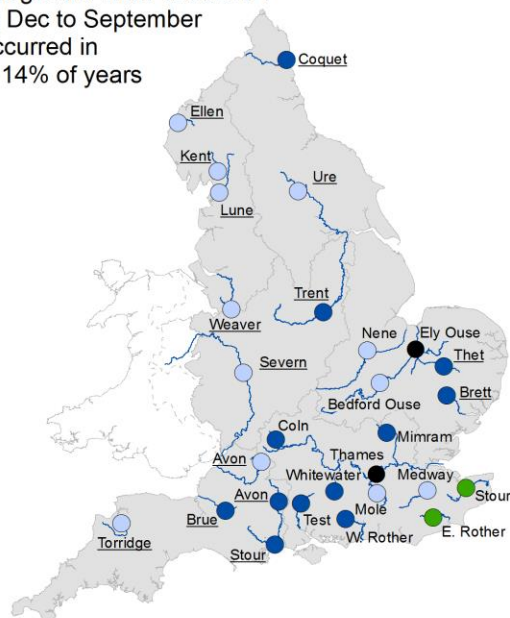 Dec to September
ccurred in
14% of years
Coquet
Ellen
Kent
Ure
Lune
Trent
Weaver
Nene
Ely Ouse
Thet
Severn
Brett
Bedford Ouse
Coln
Mimram
Avon
Thames
Whitewater
Medway
Avon
Stour
Brue
Test
Mole
W. Rother
E. Rother
Torridge
Stour